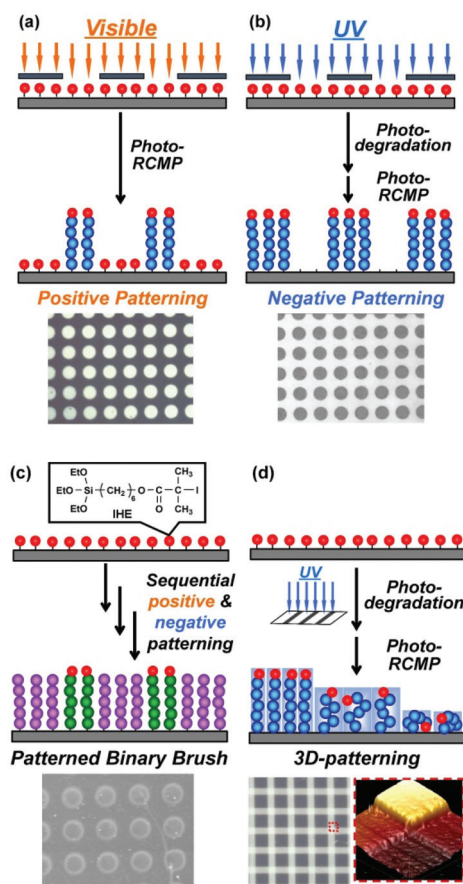 (a)
Visible
Photo-
RCMP
Positive Patterning
(b)
UV
Photo-
degradation
Photo-
RCMP
Negative Patterning
(c)
EtO
EtO
EtO
Si
(CH₂)₆
O
C
O
CH₃
C
I
CH₃
IHE
Sequential
positive &
negative
patterning
Patterned Binary Brush
(d)
UV
Photo-
degradation
Photo-
RCMP
3D-patterning